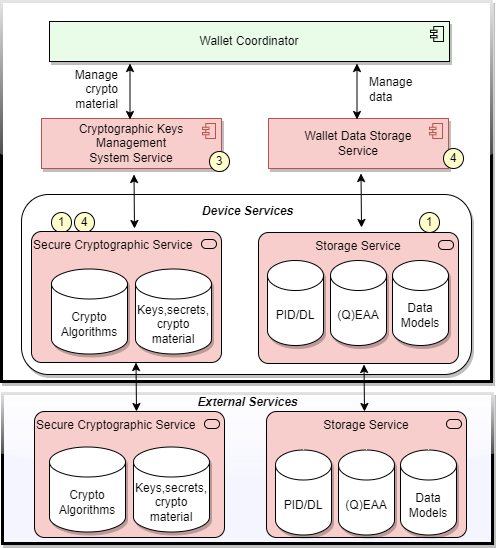 Wallet Coordinator
Manage
crypto
material
Manage
data
Cryptographic Keys
Management
System Service
3
Wallet Data Storage
Service
4
Device Services
1
4
Secure Cryptographic Service
Crypto
Algorithms
Keys,secrets,
crypto
material
1
Storage Service
PID/DL
(Q)EAA
Data
Models
External Services
Secure Cryptographic Service
Crypto
Algorithms
Keys,secrets,
crypto
material
Storage Service
PID/DL
(Q)EAA
Data
Models